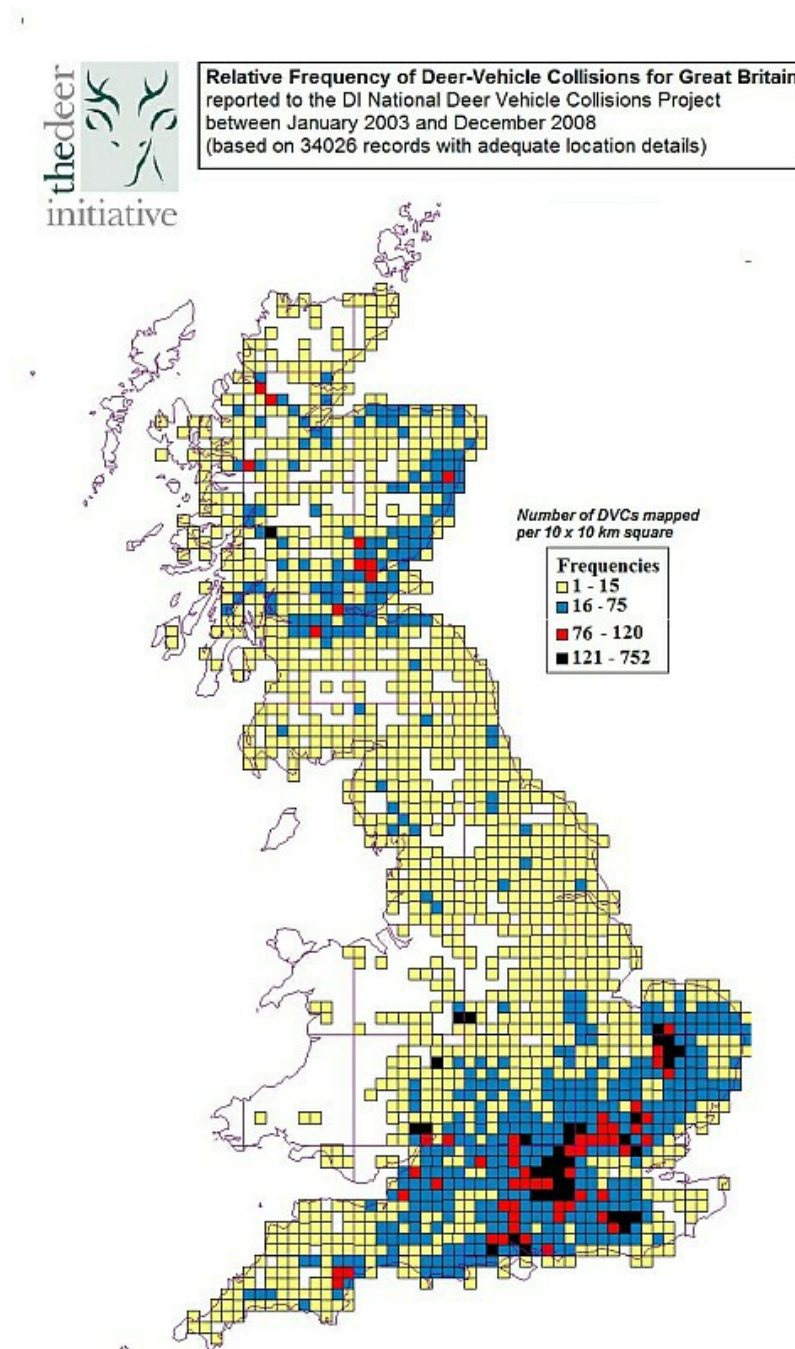 thedeer
initiative
Relative Frequency of Deer-Vehicle Collisions for Great Britain
reported to the DI National Deer Vehicle Collisions Project
between January 2003 and December 2008
(based on 34026 records with adequate location details)
Number of DVCs mapped
per 10 x 10 km square
Frequencies
1 - 15
16 - 75
76 - 120
121 - 752